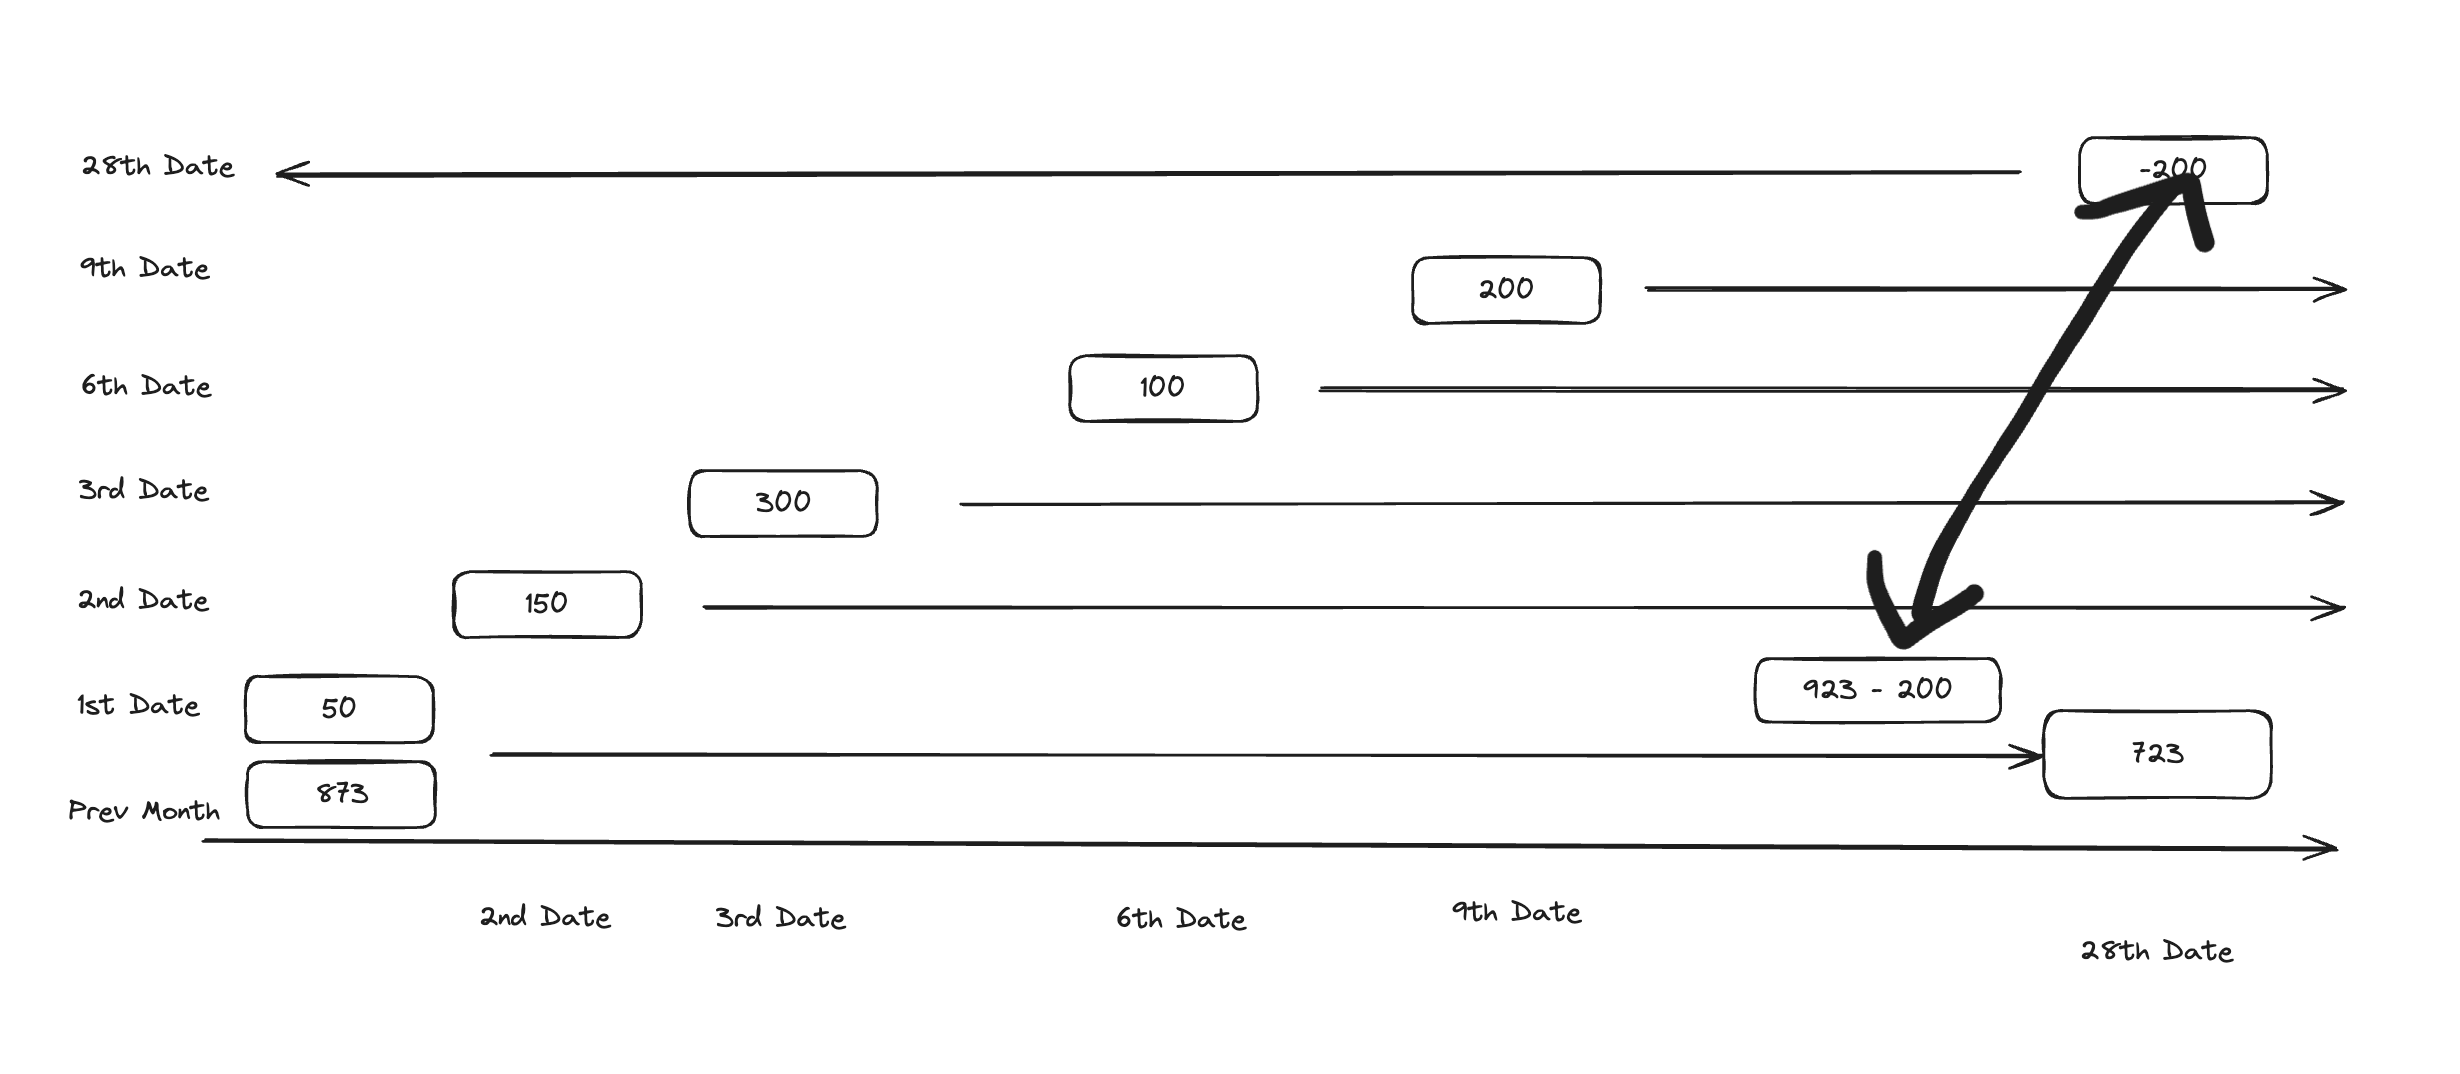 28th Date
-200
9th Date
200
6th Date
100
3rd Date
300
2nd Date
150
1st Date
50
923 - 200
723
Prev Month
873
2nd Date
3rd Date
6th Date
9th Date
28th Date